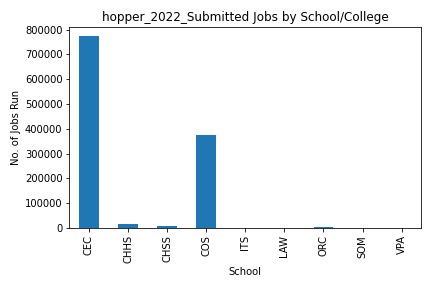 hopper_2022_Submitted Jobs by School/College
800000
700000
600000
500000
400000
300000
200000
100000
0
No. of Jobs Run
CEC
CHHS
CHSS
COS
ITS
LAW
ORC
SOM
VPA
School